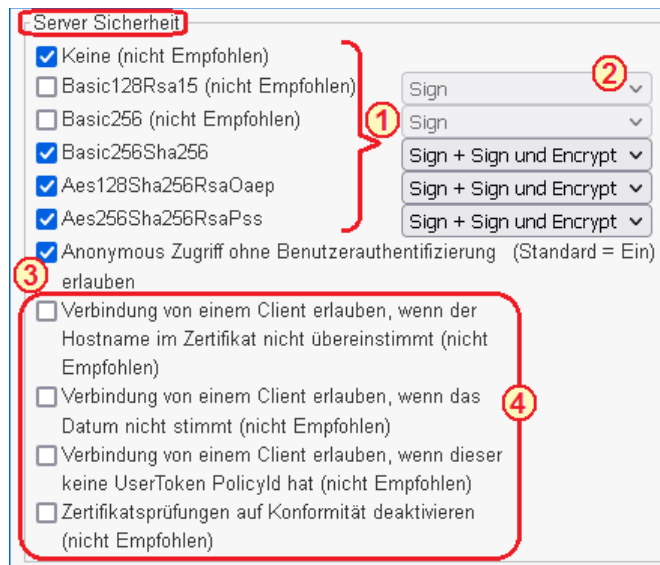 Server Sicherheit
Keine (nicht Empfohlen)
Basic128Rsa15 (nicht Empfohlen) Sign 2
Basic256 (nicht Empfohlen) 1 Sign
Basic256Sha256 Sign + Sign und Encrypt
Aes128Sha256RsaOaep Sign + Sign und Encrypt
Aes256Sha256RsaPss Sign + Sign und Encrypt
Anonymous Zugriff ohne Benutzerauthentifizierung (Standard = Ein)
3 erlauben
Verbindung von einem Client erlauben, wenn der
Hostname im Zertifikat nicht übereinstimmt (nicht
Empfohlen)
Verbindung von einem Client erlauben, wenn das 4
Datum nicht stimmt (nicht Empfohlen)
Verbindung von einem Client erlauben, wenn dieser
keine UserToken PolicyId hat (nicht Empfohlen)
Zertifikatsprüfungen auf Konformität deaktivieren
(nicht Empfohlen)